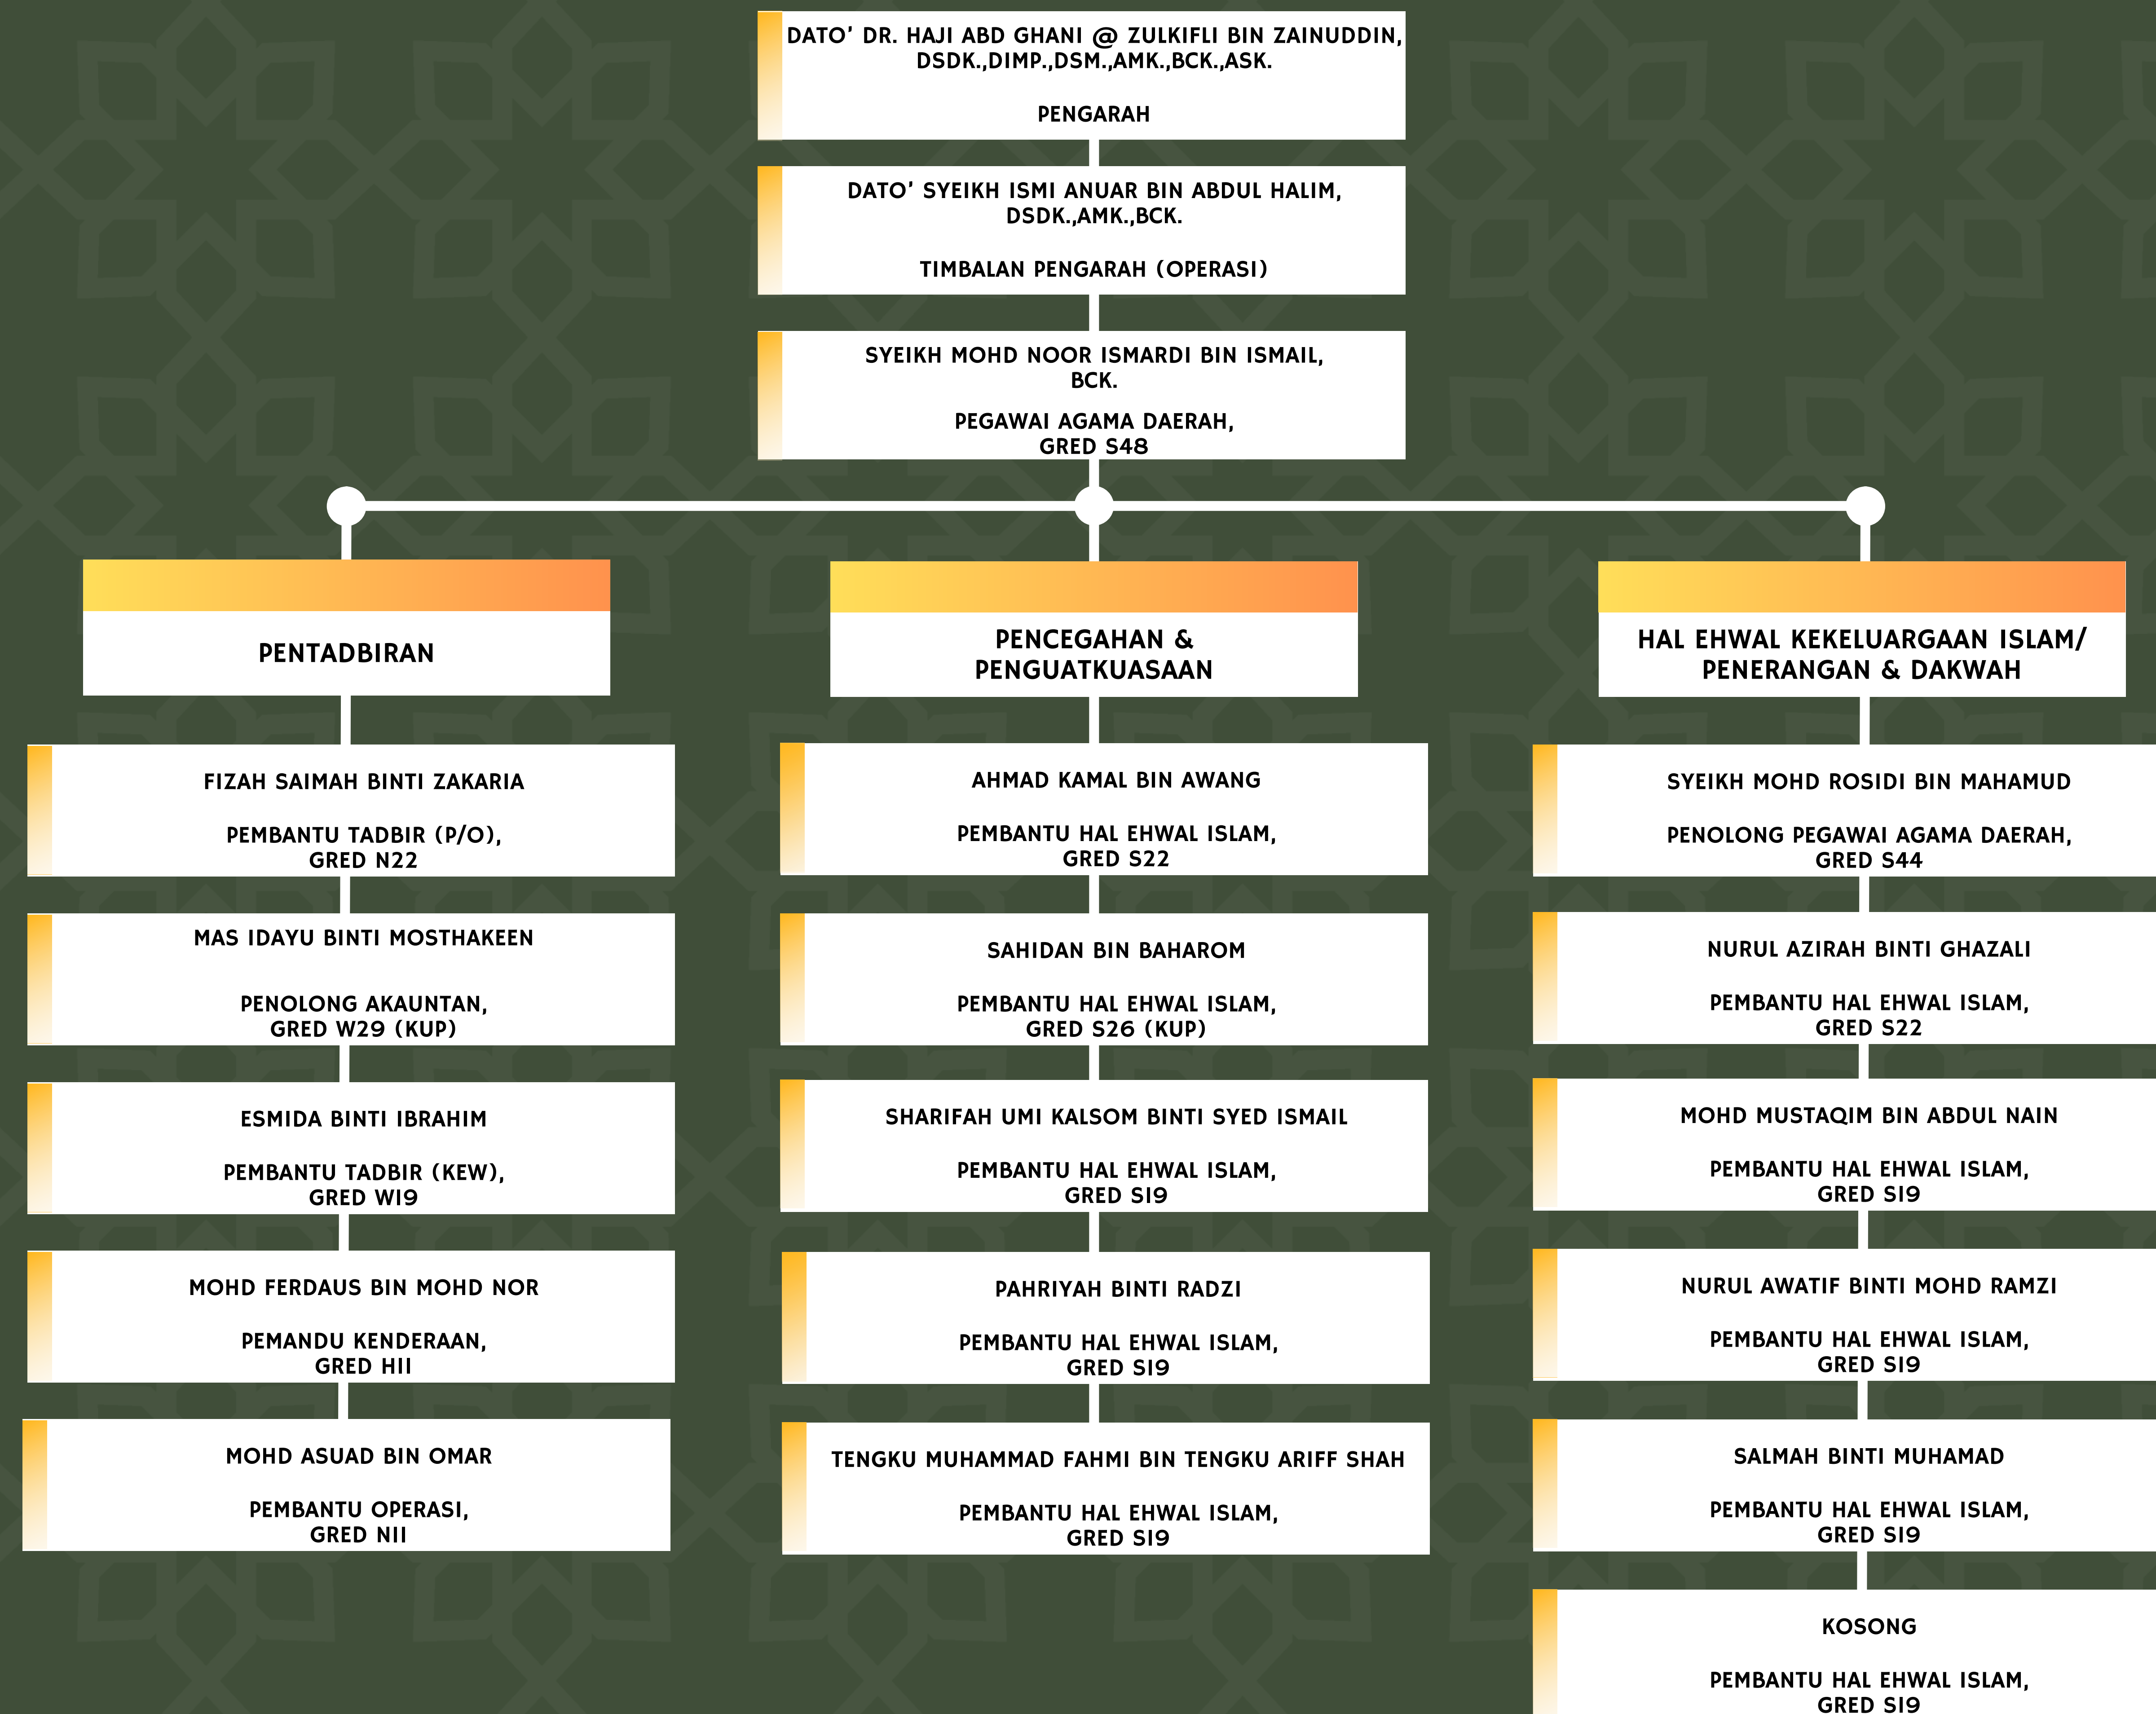 DATO' DR. HAJI ABD GHANI @ ZULKIFLI BIN ZAINUDDIN,
DSDK.,DIMP.,DSM.,AMK.,BCK.,ASK.
PENGARAH
DATO' SYEIKH ISMI ANUAR BIN ABDUL HALIM,
DSDK.,AMK.,BCK.
TIMBALAN PENGARAH (OPERASI)
SYEIKH MOHD NOOR ISMARDI BIN ISMAIL,
BCK.
PEGAWAI AGAMA DAERAH,
GRED S48
PENTADBIRAN
FIZAH SAIMAH BINTI ZAKARIA
PEMBANTU TADBIR (P/O),
GRED N22
MAS IDAYU BINTI MOSTHAKEEN
PENOLONG AKAUNTAN,
GRED W29 (KUP)
ESMIDA BINTI IBRAHIM
PEMBANTU TADBIR (KEW),
GRED W19
MOHD FERDAUS BIN MOHD NOR
PEMANDU KENDERAAN,
GRED H11
MOHD ASUAD BIN OMAR
PEMBANTU OPERASI,
GRED N11
PENCEGAHAN &
PENGUATKUASAAN
AHMAD KAMAL BIN AWANG
PEMBANTU HAL EHWAL ISLAM,
GRED S22
SAHIDAN BIN BAHAROM
PEMBANTU HAL EHWAL ISLAM,
GRED S26 (KUP)
SHARIFAH UMI KALSOM BINTI SYED ISMAIL
PEMBANTU HAL EHWAL ISLAM,
GRED S19
PAHRIYAH BINTI RADZI
PEMBANTU HAL EHWAL ISLAM,
GRED S19
TENGKU MUHAMMAD FAHMI BIN TENGKU ARIFF SHAH
PEMBANTU HAL EHWAL ISLAM,
GRED S19
HAL EHWAL KEKELUARGAAN ISLAM/
PENERANGAN & DAKWAH
SYEIKH MOHD ROSIDI BIN MAHAMUD
PENOLONG PEGAWAI AGAMA DAERAH,
GRED S44
NURUL AZIRAH BINTI GHAZALI
PEMBANTU HAL EHWAL ISLAM,
GRED S22
MOHD MUSTAQIM BIN ABDUL NAIN
PEMBANTU HAL EHWAL ISLAM,
GRED S19
NURUL AWATIF BINTI MOHD RAMZI
PEMBANTU HAL EHWAL ISLAM,
GRED S19
SALMAH BINTI MUHAMAD
PEMBANTU HAL EHWAL ISLAM,
GRED S19
KOSONG
PEMBANTU HAL EHWAL ISLAM,
GRED S19